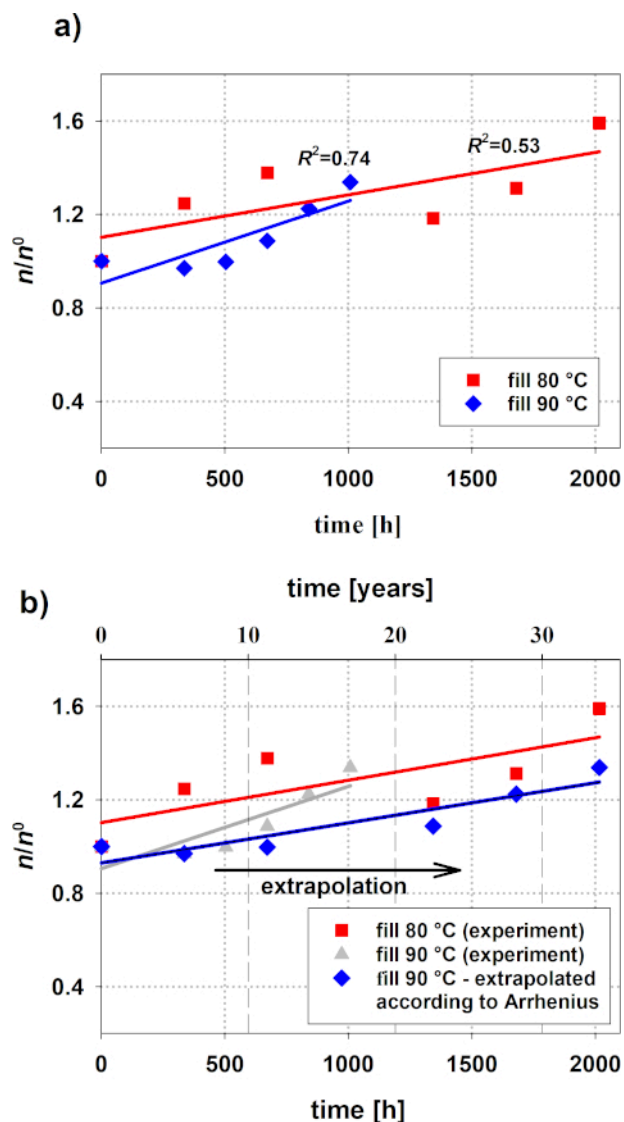 a)
1.6
1.2
0.8
0.4
n/n⁰
R²=0.74
R²=0.53
fill 80 °C
fill 90 °C
0 500 1000 1500 2000
time [h]
b)
time [years]
0 10 20 30
1.6
1.2
0.8
0.4
n/n⁰
extrapolation
fill 80 °C (experiment)
fill 90 °C (experiment)
fill 90 °C - extrapolated
according to Arrhenius
0 500 1000 1500 2000
time [h]